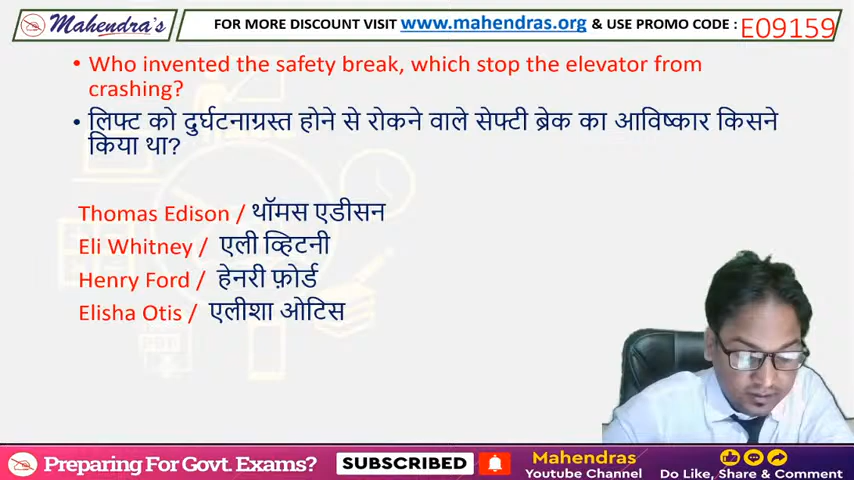 Mahendra's
FOR MORE DISCOUNT VISIT www.mahendras.org & USE PROMO CODE : E09159
• Who invented the safety break, which stop the elevator from
crashing?
• लिफ्ट को दुर्घटनाग्रस्त होने से रोकने वाले सेफ्टी ब्रेक का आविष्कार किसने
किया था?
Thomas Edison / थॉमस एडीसन
Eli Whitney / एली व्हिटनी
Henry Ford / हेनरी फ़ोर्ड
Elisha Otis / एलीशा ओटिस
Preparing For Govt. Exams?
SUBSCRIBED
Mahendras
Youtube Channel
Do Like, Share & Comment